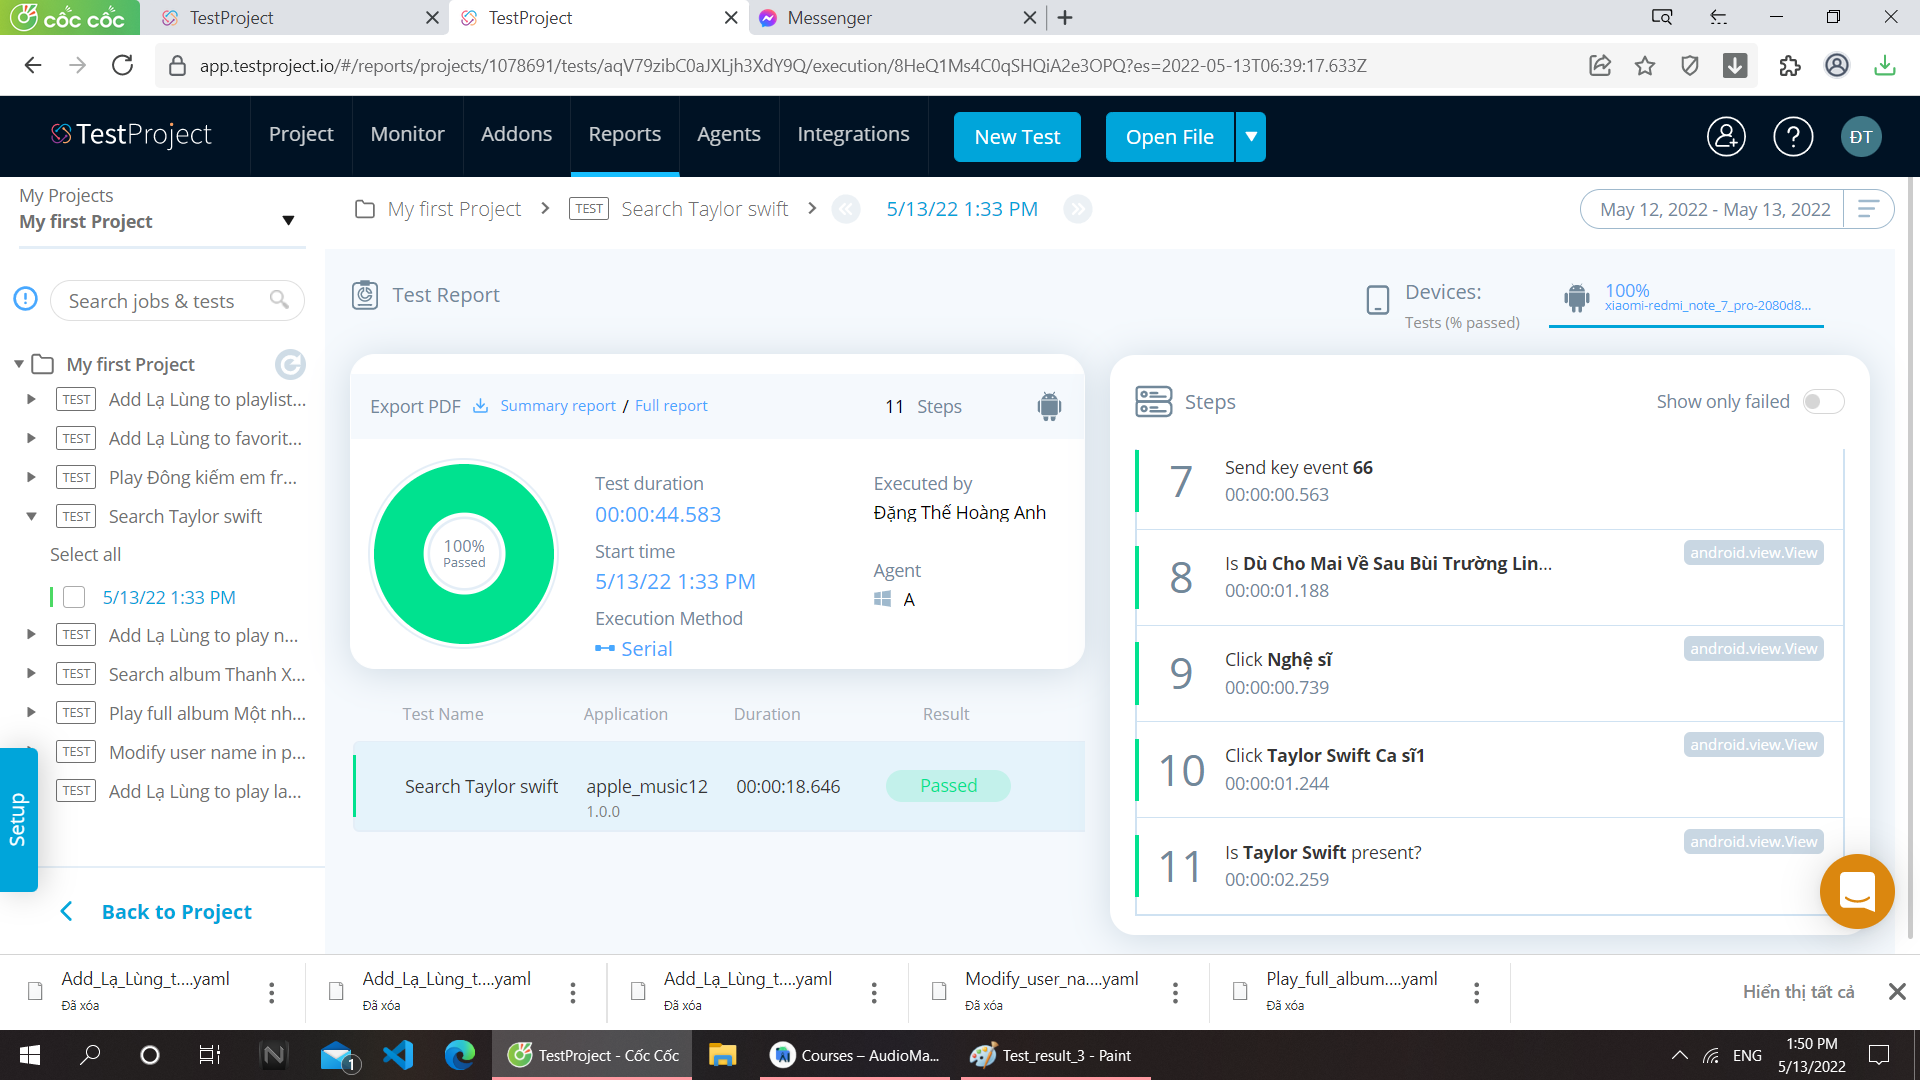 cốc cốc
TestProject
TestProject
Messenger
app.testproject.io/#/reports/projects/1078691/tests/aqV79zibC0aJXLjh3XdY9Q/execution/8HeQ1Ms4C0qSHQiA2e3OPQ?es=2022-05-13T06:39:17.633Z
TestProject
Project
Monitor
Addons
Reports
Agents
Integrations
New Test
Open File
ĐT
My Projects
My first Project
My first Project
TEST Search Taylor swift
5/13/22 1:33 PM
May 12, 2022 - May 13, 2022
Search jobs & tests
My first Project
TEST Add Lạ Lùng to playlist...
TEST Add Lạ Lùng to favorit...
TEST Play Đông kiếm em fr...
TEST Search Taylor swift
Select all
5/13/22 1:33 PM
TEST Add Lạ Lùng to play n...
TEST Search album Thanh X...
TEST Play full album Một nh...
TEST Modify user name in p...
TEST Add Lạ Lùng to play la...
Setup
Back to Project
Test Report
Devices:
Tests (% passed)
100%
xiaomi-redmi_note_7_pro-2080d8...
Export PDF
Summary report / Full report
11 Steps
100%
Passed
Test duration
00:00:44.583
Start time
5/13/22 1:33 PM
Execution Method
Serial
Executed by
Đặng Thế Hoàng Anh
Agent
A
Test Name
Application
Duration
Result
Search Taylor swift
apple_music12
1.0.0
00:00:18.646
Passed
Steps
Show only failed
7
Send key event 66
00:00:00.563
8
Is Dù Cho Mai Về Sau Bùi Trường Lin...
00:00:01.188
android.view.View
9
Click Nghệ sĩ
00:00:00.739
android.view.View
10
Click Taylor Swift Ca sĩ1
00:00:01.244
android.view.View
11
Is Taylor Swift present?
00:00:02.259
android.view.View
Add_Lạ_Lùng_t....yaml
Đã xóa
Add_Lạ_Lùng_t....yaml
Đã xóa
Add_Lạ_Lùng_t....yaml
Đã xóa
Modify_user_na....yaml
Đã xóa
Play_full_album....yaml
Đã xóa
Hiển thị tất cả
1
TestProject - Cốc Cốc
Courses – AudioMa...
Test_result_3 - Paint
ENG
1:50 PM
5/13/2022